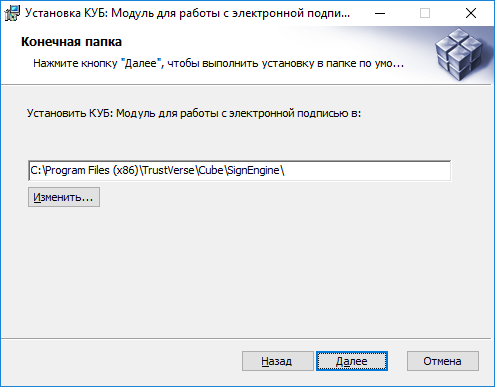 Установка КУБ: Модуль для работы с электронной подпи...
Конечная папка
Нажмите кнопку "Далее", чтобы выполнить установку в папке по умо...
Установить КУБ: Модуль для работы с электронной подписью в:
C:\Program Files (x86)\TrustVerse\Cube\SignEngine\
Изменить...
Назад
Далее
Отмена